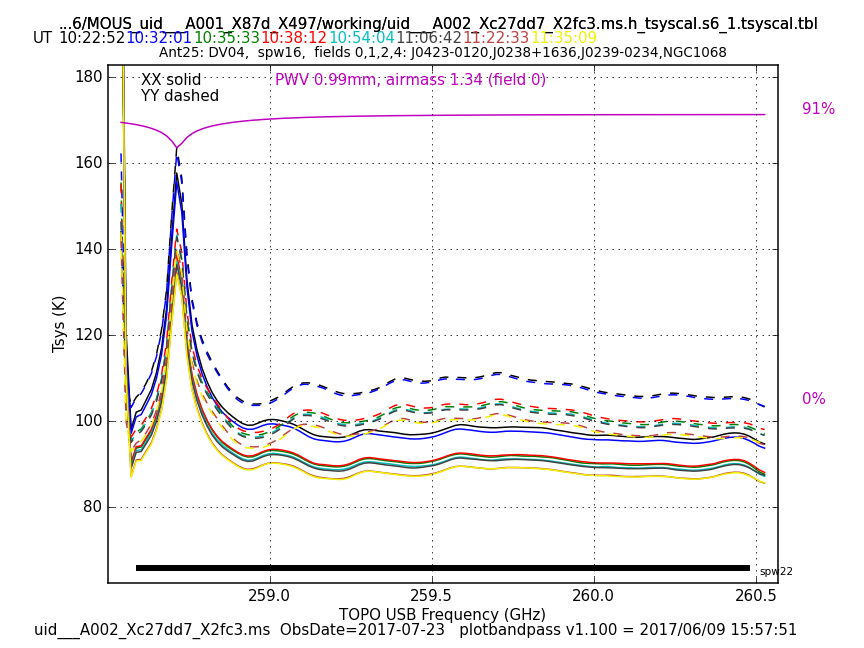 ...6/MOUS_uid___A001_X87d_X497/working/uid___A002_Xc27dd7_X2fc3.ms.h_tsyscal.s6_1.tsyscal.tbl
UT 10:22:52 10:32:01 10:35:33 10:38:12 10:54:04 11:06:42 11:22:33 11:35:09
Ant25: DV04,  spw16,  fields 0,1,2,4: J0423-0120,J0238+1636,J0239-0234,NGC1068
XX solid
YY dashed
PWV 0.99mm, airmass 1.34 (field 0)
91%
0%
180
160
140
120
100
80
Tsys (K)
spw22
259.0 259.5 260.0 260.5
TOPO USB Frequency (GHz)
uid___A002_Xc27dd7_X2fc3.ms  ObsDate=2017-07-23   plotbandpass v1.100 = 2017/06/09 15:57:51